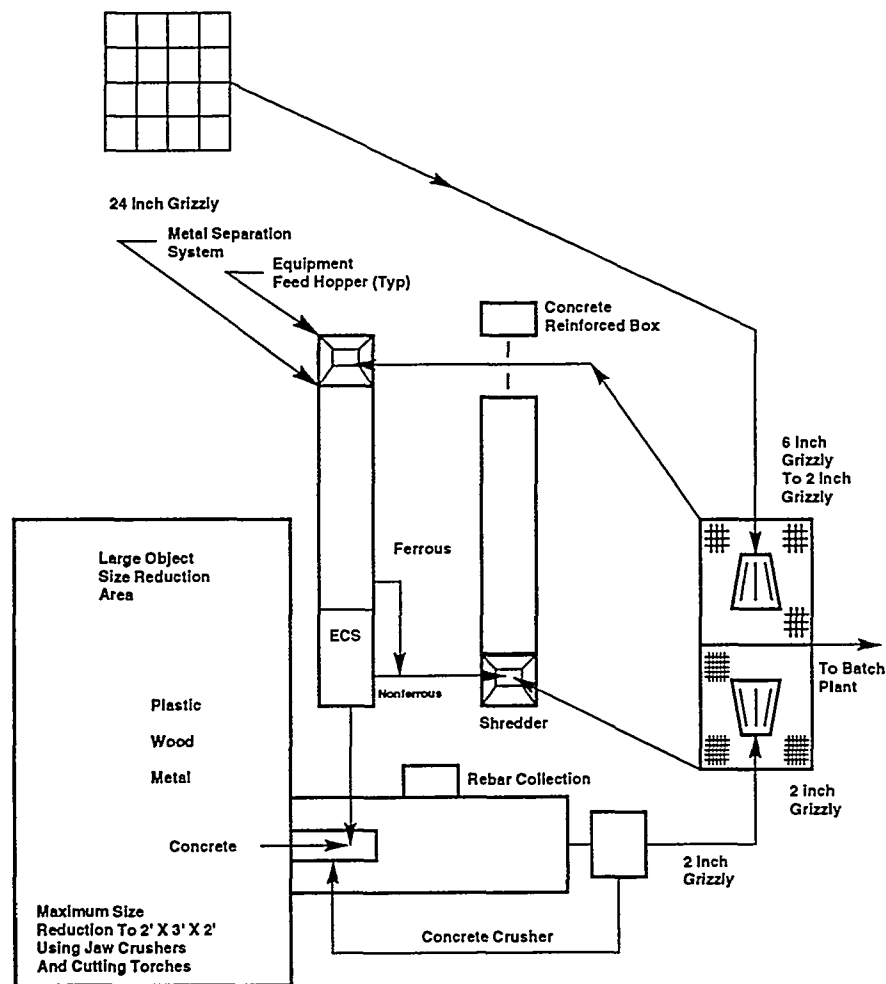 24 Inch Grizzly
Metal Separation
System
Equipment
Feed Hopper (Typ)
Concrete
Reinforced Box
6 Inch
Grizzly
To 2 Inch
Grizzly
Large Object
Size Reduction
Area
Ferrous
ECS
Nonferrous
To Batch
Plant
Shredder
Plastic
Wood
Metal
Rebar Collection
2 inch
Grizzly
Concrete
2 Inch
Grizzly
Maximum Size
Reduction To 2' X 3' X 2'
Using Jaw Crushers
And Cutting Torches
Concrete Crusher